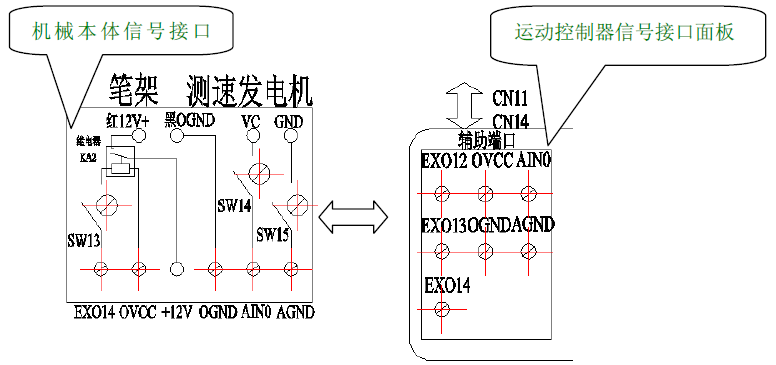 机械本体信号接口
运动控制器信号接口面板
笔架 测速发电机
红12V+ 黑OGND VC GND
继电器
KA2
SW14
SW13
SW15
EXO14 OVCC +12V OGND AIN0 AGND
CN11
CN14
辅助端口
EXO12 OVCC AIN0
EXO13 OGND AGND
EXO14